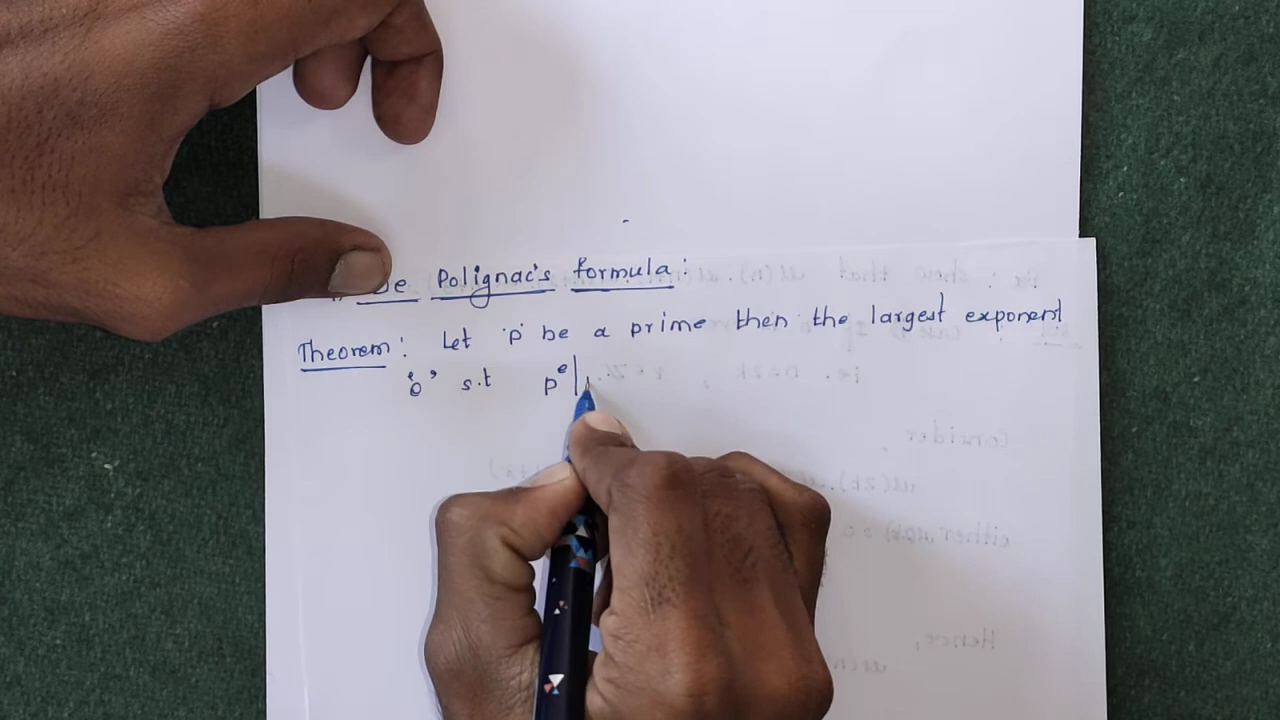 De Polignac's formula:
Theorem: Let 'p' be a prime then the largest exponent
'e' s.t p^e|